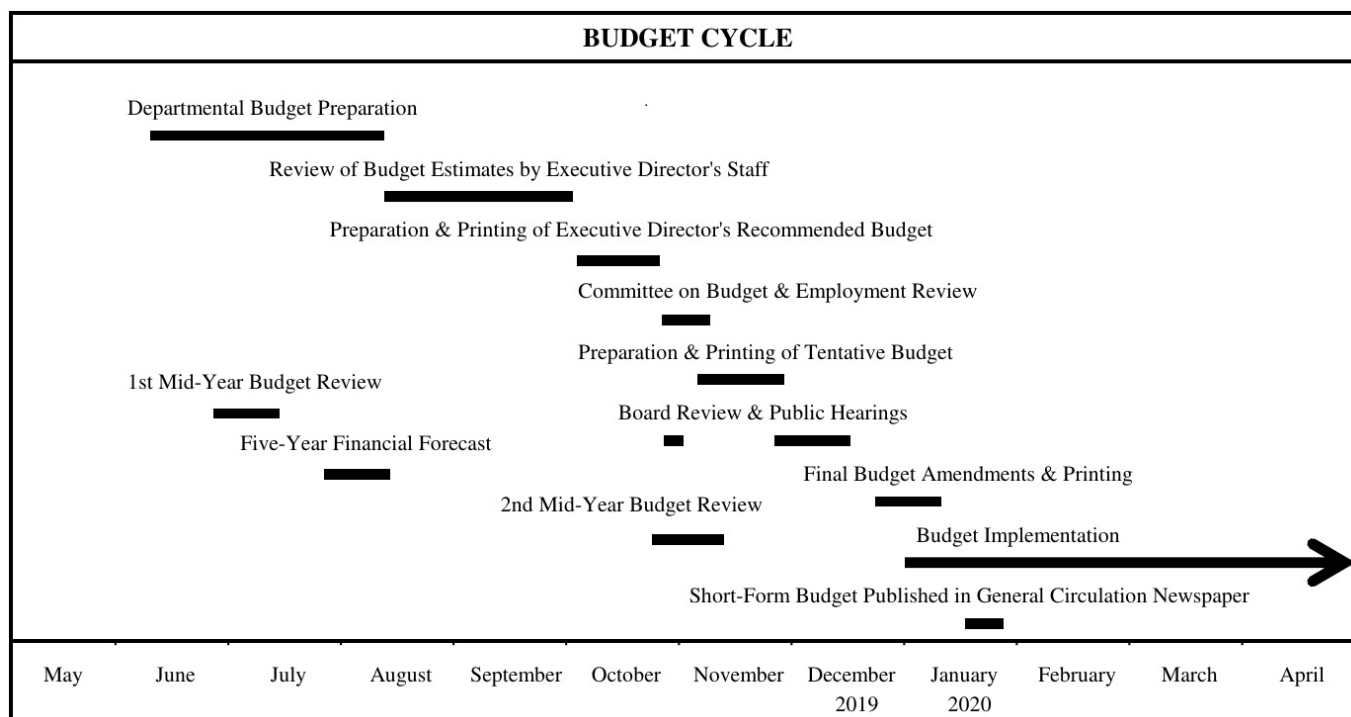 BUDGET CYCLE
Departmental Budget Preparation
Review of Budget Estimates by Executive Director's Staff
Preparation & Printing of Executive Director's Recommended Budget
Committee on Budget & Employment Review
Preparation & Printing of Tentative Budget
1st Mid-Year Budget Review
Board Review & Public Hearings
Five-Year Financial Forecast
Final Budget Amendments & Printing
2nd Mid-Year Budget Review
Budget Implementation
Short-Form Budget Published in General Circulation Newspaper
May June July August September October November December January February March April
2019 2020